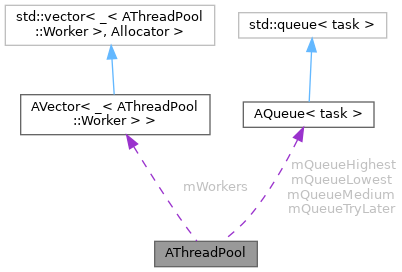 std::vector< _< AThreadPool
::Worker >, Allocator >
std::queue< task >
AVector< _< AThreadPool
::Worker > >
AQueue< task >
mWorkers
mQueueHighest
mQueueLowest
mQueueMedium
mQueueTryLater
AThreadPool